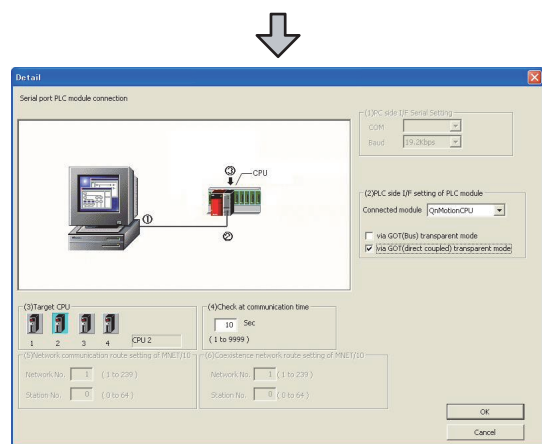 Detail
Serial port PLC module connection
CPU
①
②
③
(1)PC side I/F Serial Setting
COM
Baud 19.2Kbps
(2)PLC side I/F setting of PLC module
Connected module QnMotionCPU
via GOT(Bus) transparent mode
via GOT(direct coupled) transparent mode
(3)Target CPU
1 2 3 4 CPU 2
(4)Check at communication time
10 Sec
( 1 to 9999 )
(5)Network communication route setting of MNET/10
Network No. 1 ( 1 to 239 )
Station No. 0 ( 0 to 64 )
(6)Coexistence network route setting of MNET/10
Network No. 1 ( 1 to 239 )
Station No. 0 ( 0 to 64 )
OK
Cancel